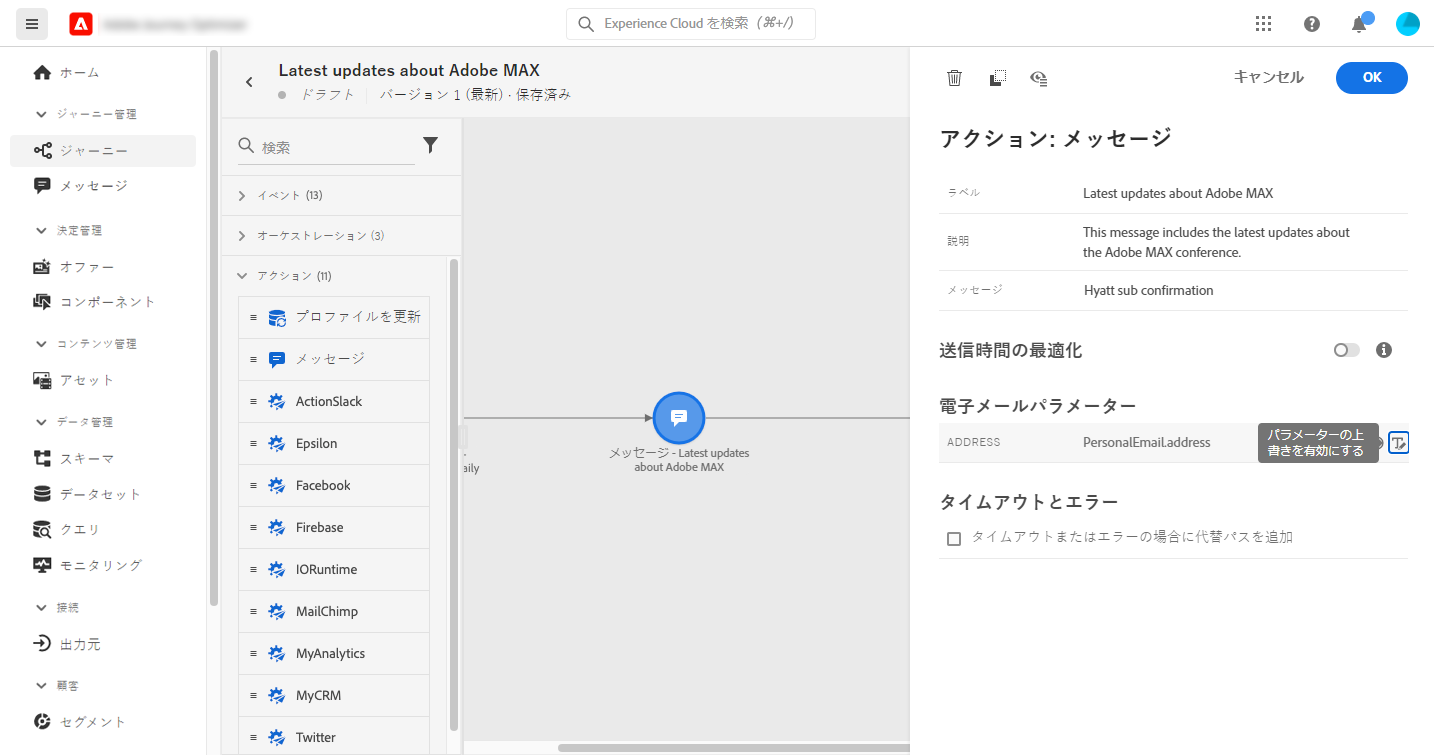 Experience Cloud を検索 (⌘+/)
ホーム
ジャーニー管理
ジャーニー
メッセージ
決定管理
オファー
コンポーネント
コンテンツ管理
アセット
データ管理
スキーマ
データセット
クエリ
モニタリング
接続
出力元
顧客
セグメント
Latest updates about Adobe MAX
ドラフト
バージョン 1 (最新) · 保存済み
検索
イベント (13)
オーケストレーション (3)
アクション (11)
プロファイルを更新
メッセージ
ActionSlack
Epsilon
Facebook
Firebase
IORuntime
MailChimp
MyAnalytics
MyCRM
Twitter
aily
メッセージ - Latest updates
about Adobe MAX
キャンセル
OK
アクション: メッセージ
ラベル
Latest updates about Adobe MAX
説明
This message includes the latest updates about
the Adobe MAX conference.
メッセージ
Hyatt sub confirmation
送信時間の最適化
電子メールパラメーター
ADDRESS
PersonalEmail.address
パラメーターの上
書きを有効にする
タイムアウトとエラー
タイムアウトまたはエラーの場合に代替パスを追加